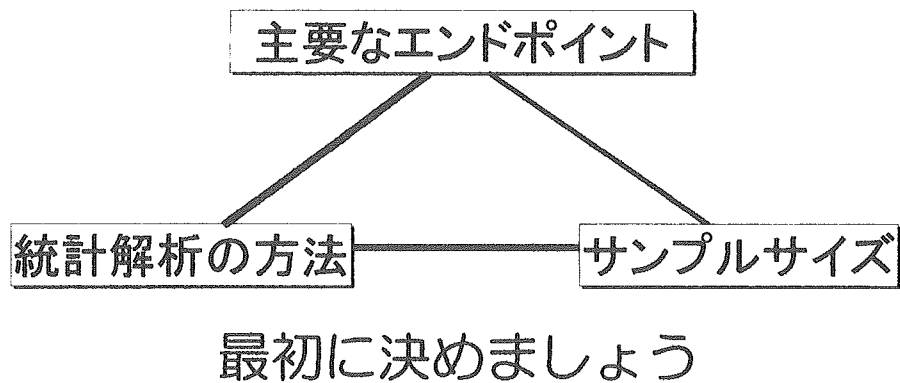 主要なエンドポイント
統計解析の方法
サンプルサイズ
最初に決めましょう